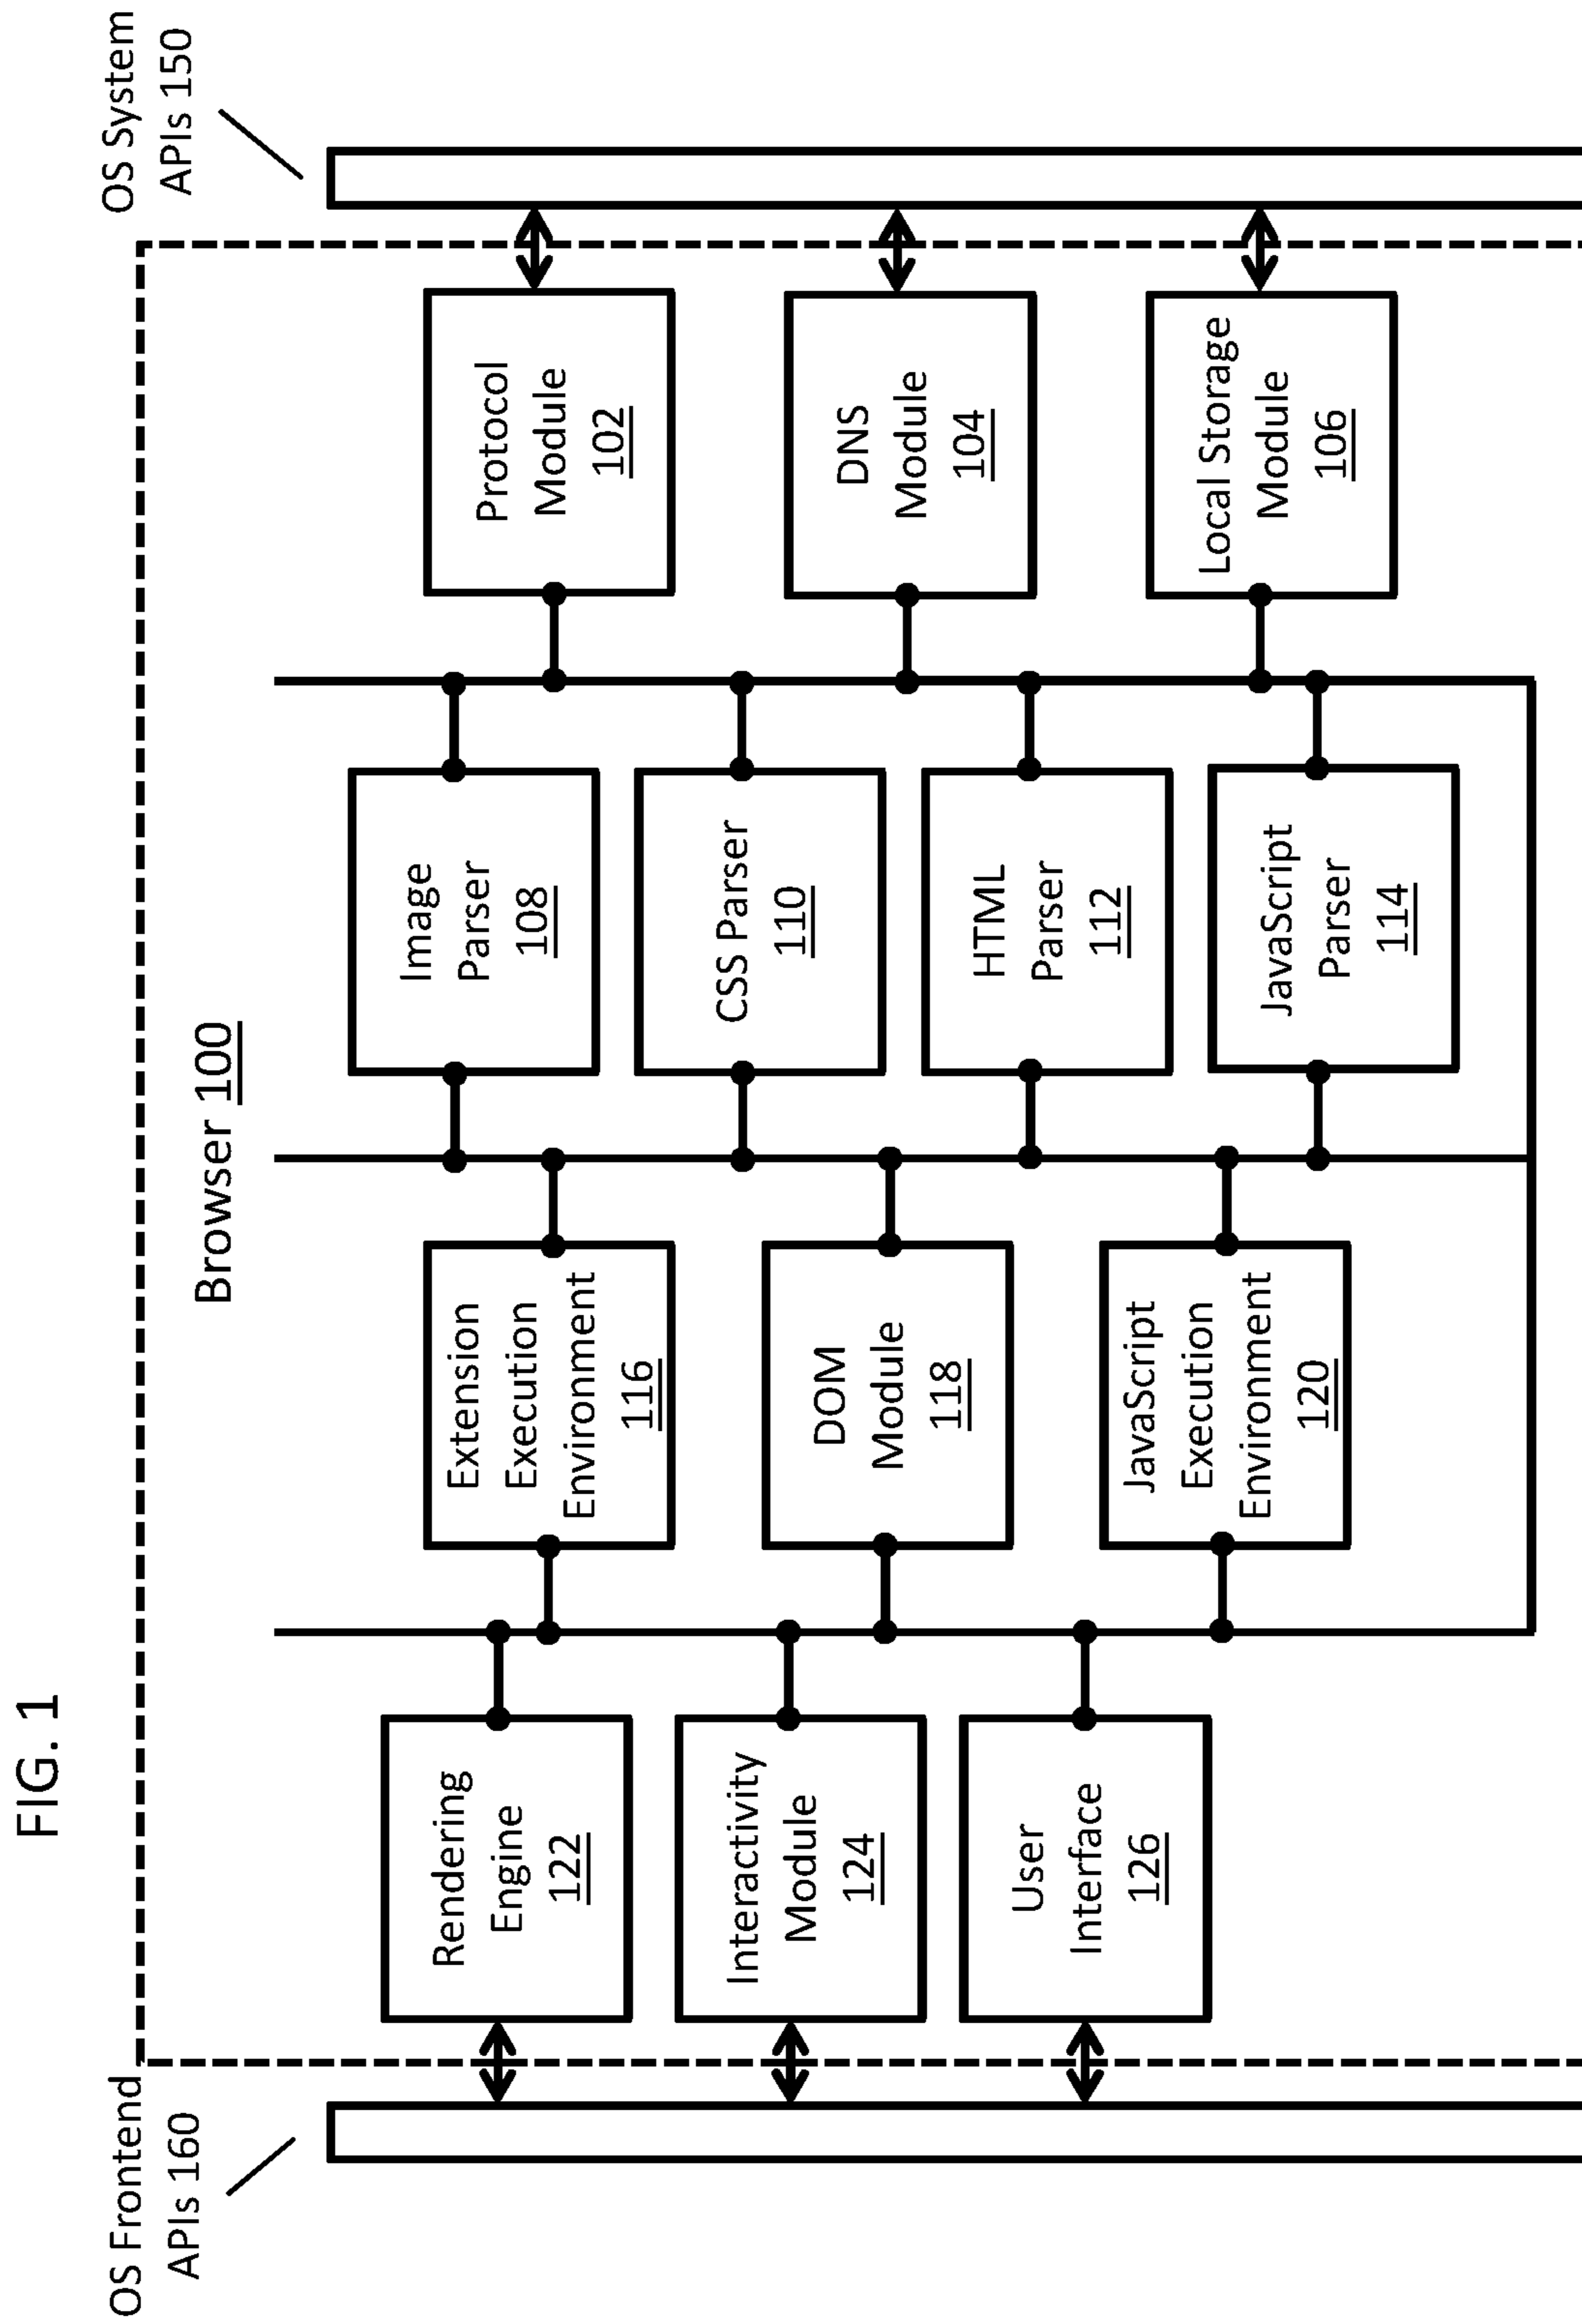 FIG. 1
OS Frontend
APIs 160
Browser 100
OS System
APIs 150
Rendering
Engine
122
Interactivity
Module
124
User
Interface
126
Extension
Execution
Environment
116
DOM
Module
118
JavaScript
Execution
Environment
120
Image
Parser
108
CSS Parser
110
HTML
Parser
112
JavaScript
Parser
114
Protocol
Module
102
DNS
Module
104
Local Storage
Module
106